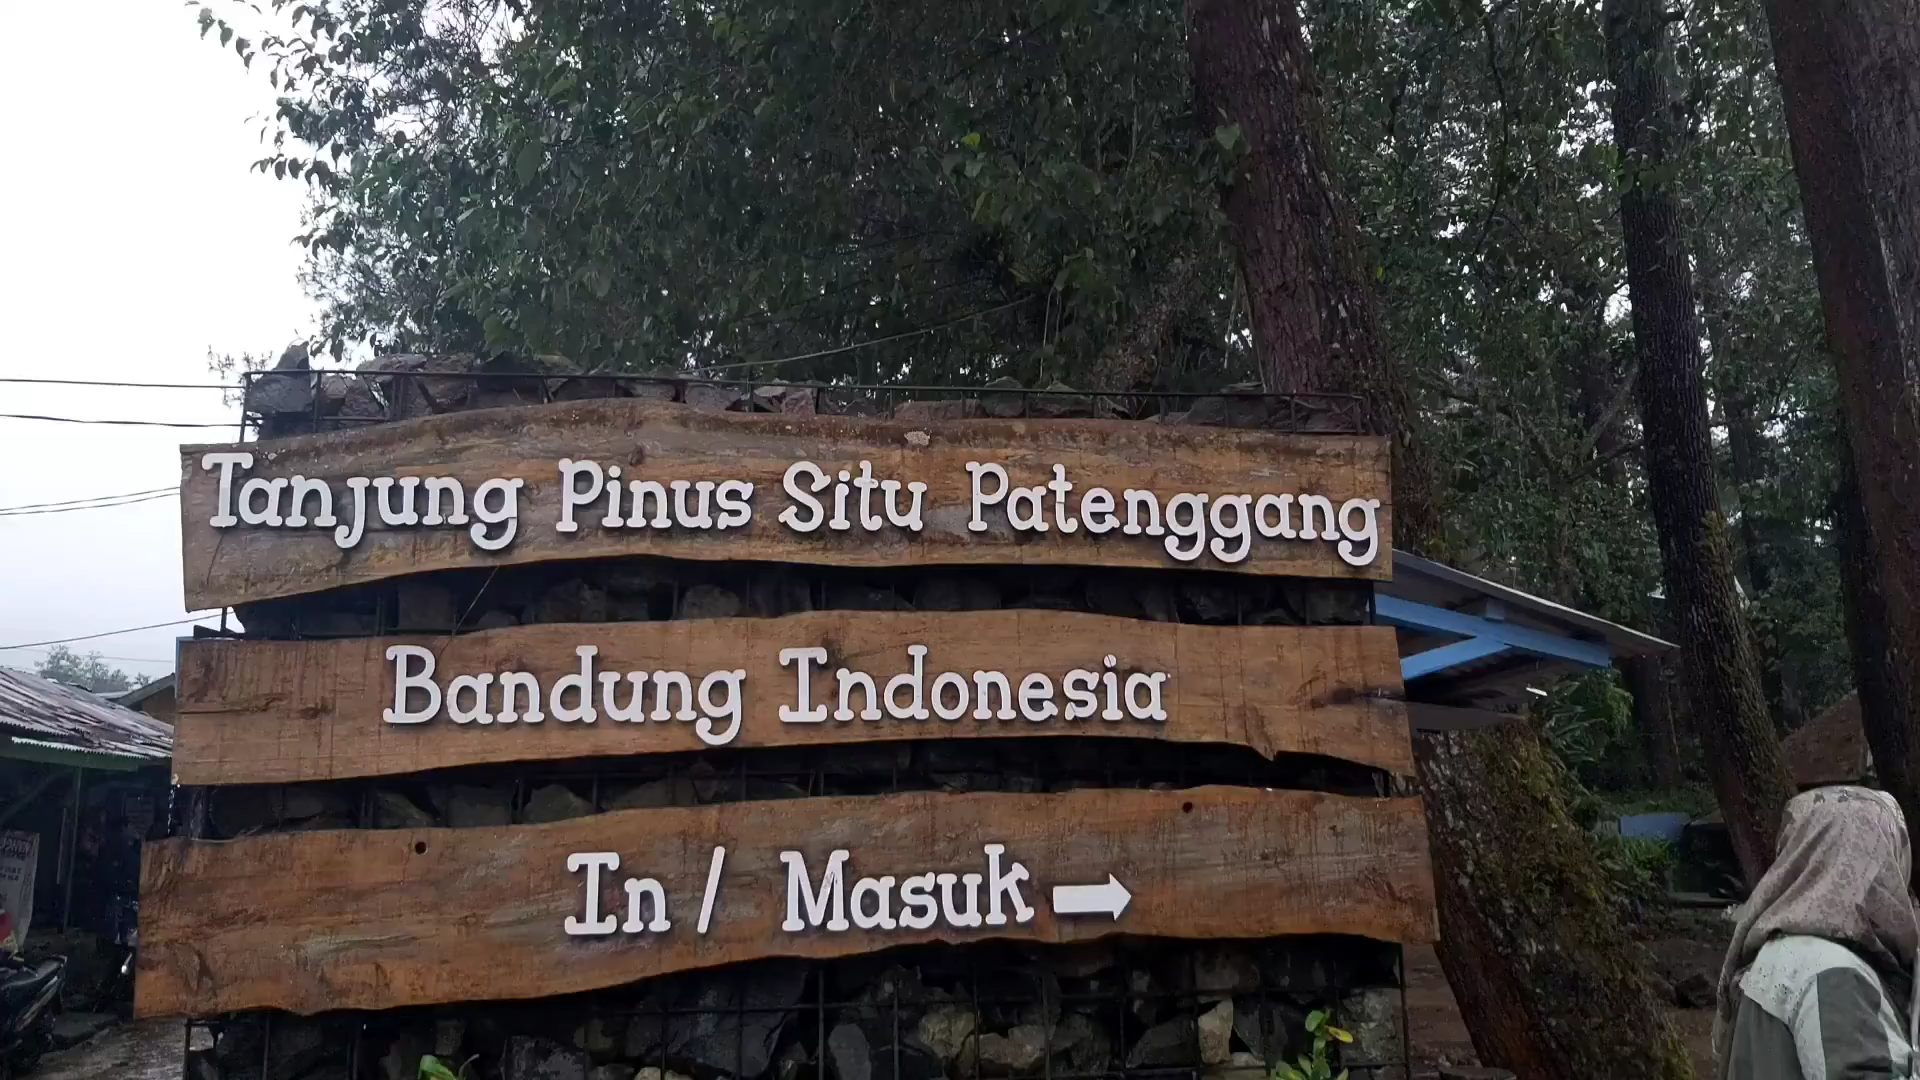 Tanjung Pinus Situ Patenggang
Bandung Indonesia
In / Masuk →